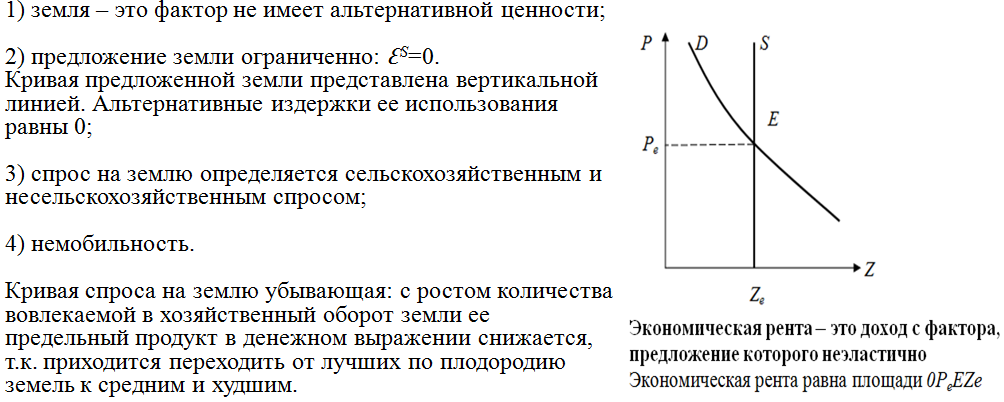 1) земля – это фактор не имеет альтернативной ценности;
2) предложение земли ограниченно: ℰˢ=0.
Кривая предложенной земли представлена вертикальной
линией. Альтернативные издержки ее использования
равны 0;
3) спрос на землю определяется сельскохозяйственным и
несельскохозяйственным спросом;
4) немобильность.
Кривая спроса на землю убывающая: с ростом количества
вовлекаемой в хозяйственный оборот земли ее
предельный продукт в денежном выражении снижается,
т.к. приходится переходить от лучших по плодородию
земель к средним и худшим.
P D S
E
Pₑ
Z
Zₑ
Экономическая рента – это доход с фактора,
предложение которого неэластично
Экономическая рента равна площади 0PₑEZe